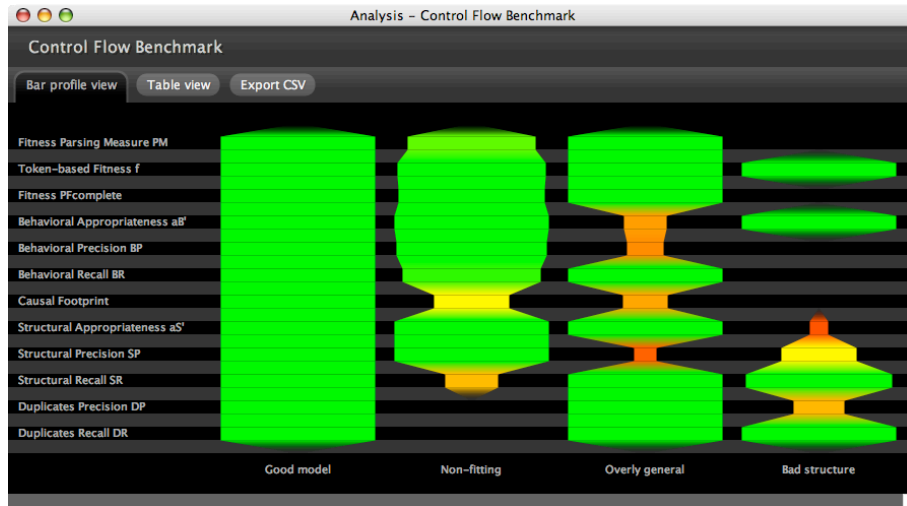 Analysis – Control Flow Benchmark
Control Flow Benchmark
Bar profile view Table view Export CSV
Fitness Parsing Measure PM
Token-based Fitness f
Fitness PFcomplete
Behavioral Appropriateness aB'
Behavioral Precision BP
Behavioral Recall BR
Causal Footprint
Structural Appropriateness aS'
Structural Precision SP
Structural Recall SR
Duplicates Precision DP
Duplicates Recall DR
Good model Non-fitting Overly general Bad structure